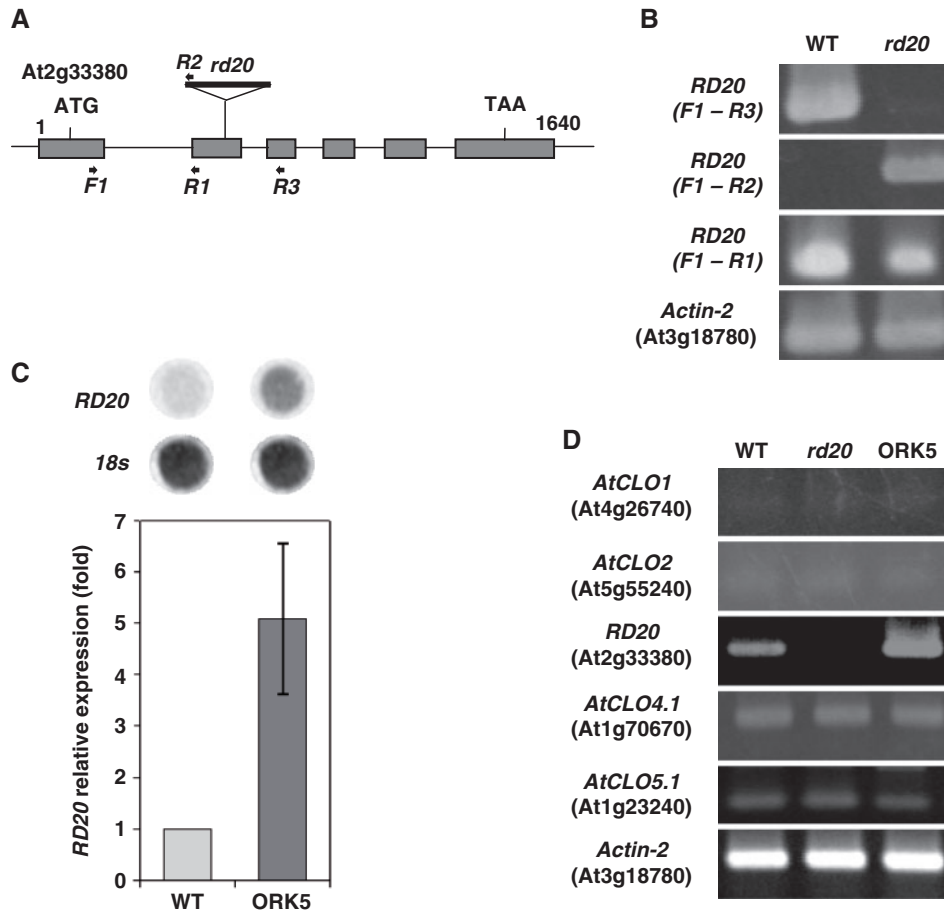 A
At2g33380
R2 rd20
ATG
TAA
1
1640
F1
R1
R3
B
WT rd20
RD20
(F1 – R3)
RD20
(F1 – R2)
RD20
(F1 – R1)
Actin-2
(At3g18780)
C
RD20
18s
RD20 relative expression (fold)
7
6
5
4
3
2
1
0
WT ORK5
D
WT rd20 ORK5
AtCLO1
(At4g26740)
AtCLO2
(At5g55240)
RD20
(At2g33380)
AtCLO4.1
(At1g70670)
AtCLO5.1
(At1g23240)
Actin-2
(At3g18780)